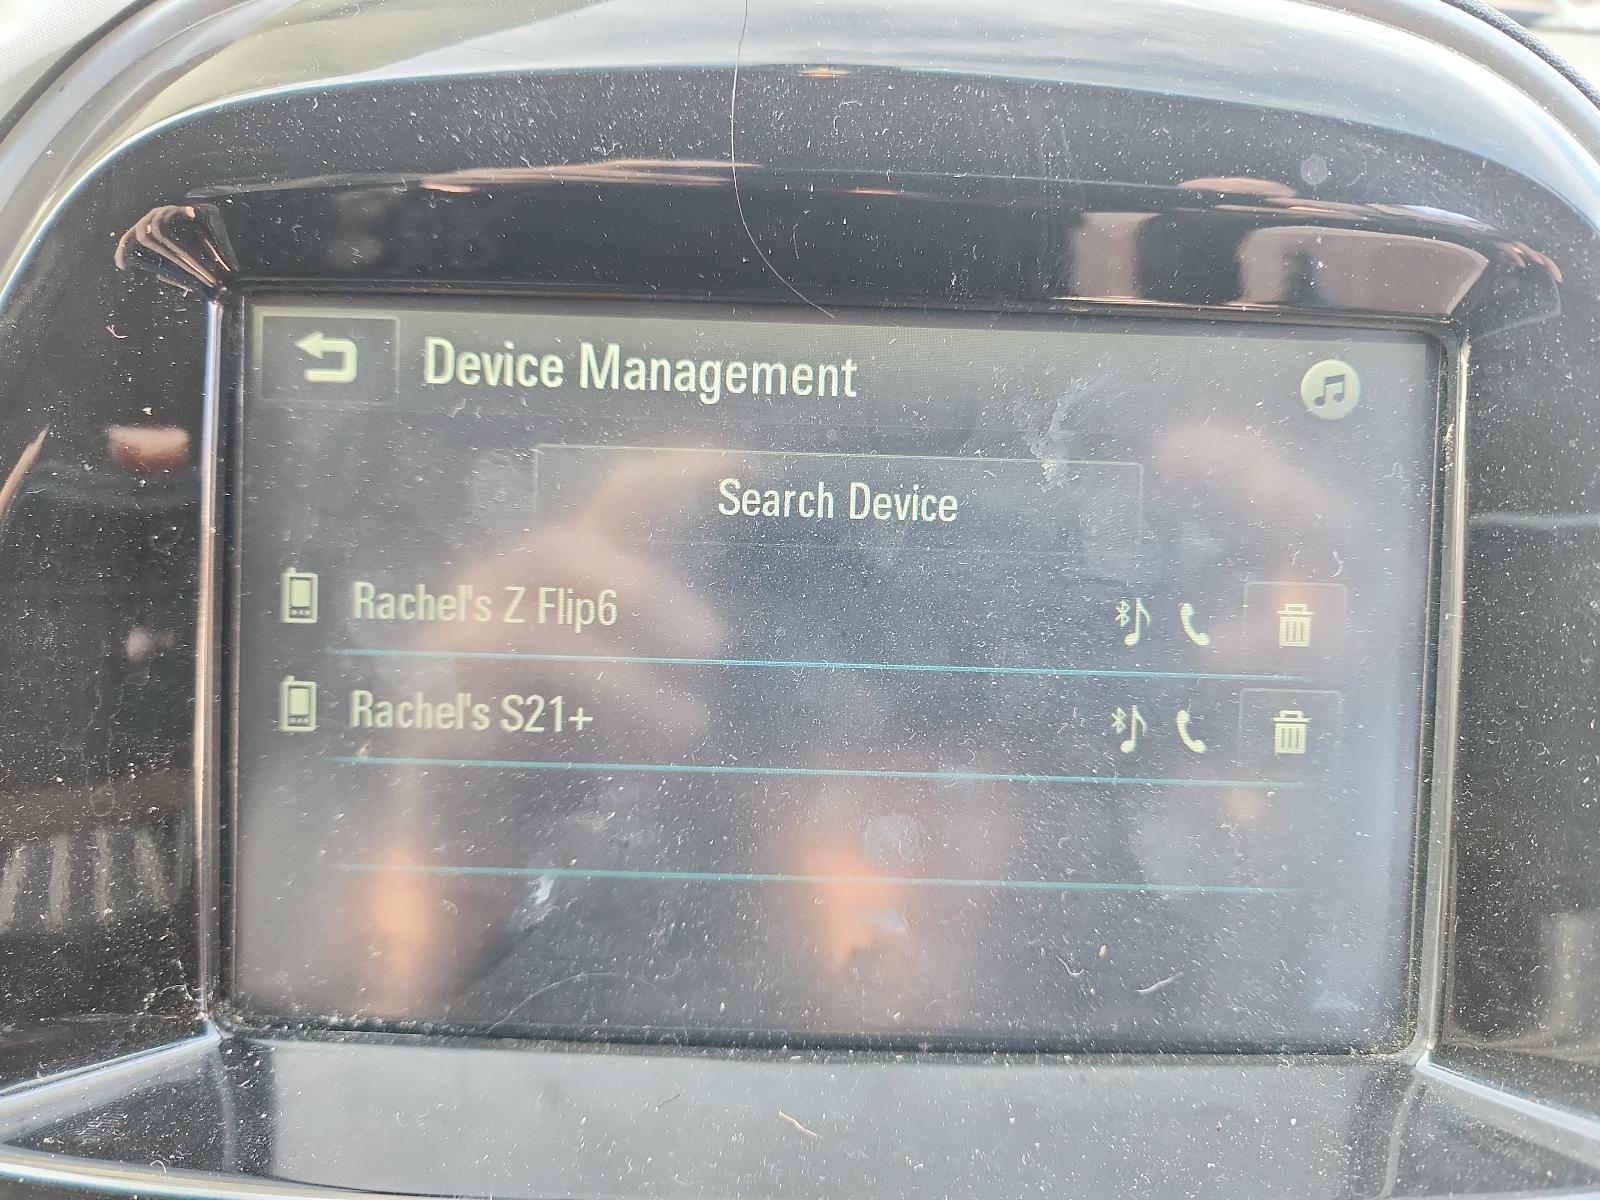 Device Management
Search Device
Rachel's Z Flip6
Rachel's S21+